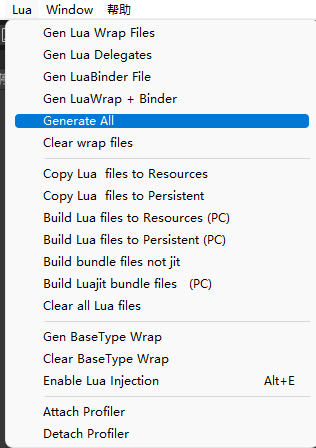 Lua Window 帮助
Gen Lua Wrap Files
Gen Lua Delegates
Gen LuaBinder File
Gen LuaWrap + Binder
Generate All
Clear wrap files
Copy Lua  files to Resources
Copy Lua  files to Persistent
Build Lua files to Resources (PC)
Build Lua files to Persistent (PC)
Build bundle files not jit
Build Luajit bundle files   (PC)
Clear all Lua files
Gen BaseType Wrap
Clear BaseType Wrap
Enable Lua Injection Alt+E
Attach Profiler
Detach Profiler